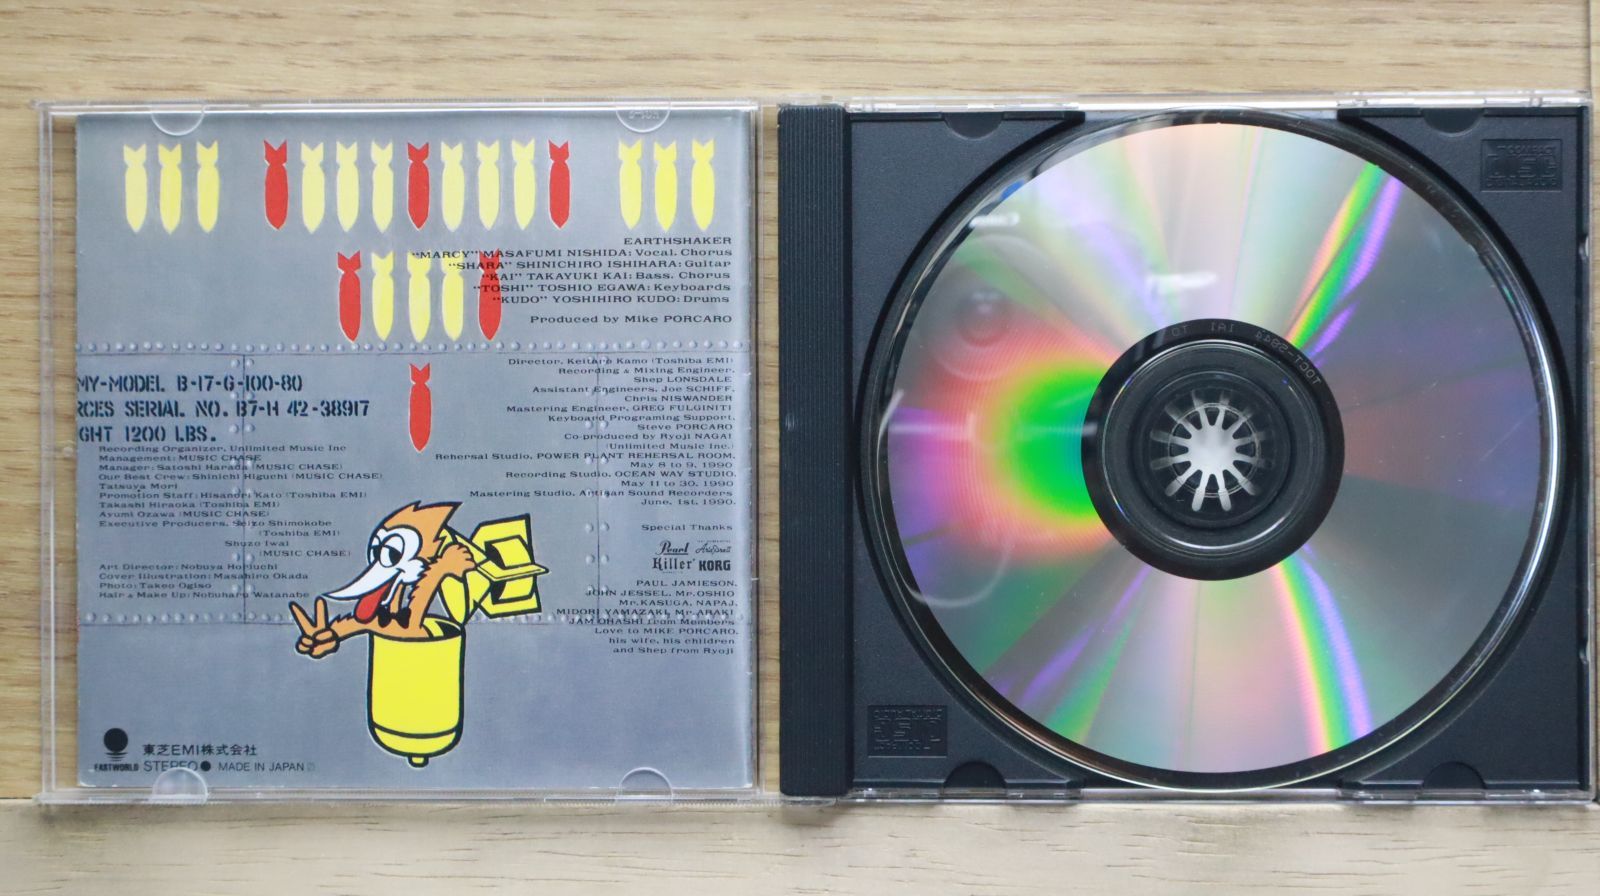 EARTHSHAKER
"MARCY" MASAFUMI NISHIDA: Vocal. Chorus
"SHARA" SHINICHIRO ISHIHARA: Guitar
"KAI" TAKAYUKI KAI: Bass. Chorus
"TOSHI" TOSHIO EGAWA: Keyboards
"KUDO" YOSHIHIRO KUDO: Drums
Produced by Mike PORCARO
MY-MODEL B-17-G-100-80
RCES SERIAL NO. B7-H 42-38917
GHT 1200 LBS.
Recording Organizer, Unlimited Music Inc
Management: MUSIC CHASE
Manager: Satoshi Harada (MUSIC CHASE)
Our Best Crew: Shinichi Higuchi (MUSIC CHASE)
Tatsuya Mori
Promotion Staff: Hisanori Kato (Toshiba EMI)
Takashi Hiraoka (Toshiba EMI)
Ayumi Ozawa (MUSIC CHASE)
Executive Producers, Seizo Shimokobe
(Toshiba EMI)
Shuzo Iwai
(MUSIC CHASE)
Art Director: Nobuya Horiuchi
Cover Illustration: Masahiro Okada
Photo: Takeo Ogiso
Hair & Make Up: Nobuharu Watanabe
Director, Keitaro Kamo (Toshiba EMI)
Recording & Mixing Engineer,
Shep LONSDALE
Assistant Engineers, Joe SCHIFF,
Chris NISWANDER
Mastering Engineer, GREG FULGINITI
Keyboard Programing Support,
Steve PORCARO
Co-produced by Ryoji NAGAI
(Unlimited Music Inc.)
Rehersal Studio, POWER PLANT REHERSAL ROOM,
May 8 to 9, 1990
Recording Studio, OCEAN WAY STUDIO,
May 11 to 30, 1990
Mastering Studio, Artisan Sound Recorders
June, 1st, 1990.
Special Thanks
Pearl
Killer KORG
PAUL JAMIESON,
JOHN JESSEL, Mr.OSHIO
Mr.KASUGA, NAPAJ,
MIDORI YAMAZAKI, Mr.ARAKI
JAM OHASHI from Members
Love to MIKE PORCARO,
his wife, his children
and Shep from Ryoji
東芝EMI株式会社
EASTWORLD STEREO MADE IN JAPAN
TOCT-5844 1A1 TO
COMPACT